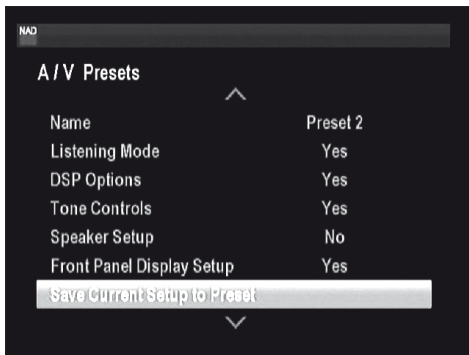 NAD
A / V Presets
Name Preset 2
Listening Mode Yes
DSP Options Yes
Tone Controls Yes
Speaker Setup No
Front Panel Display Setup Yes
Save Current Setup to Preset